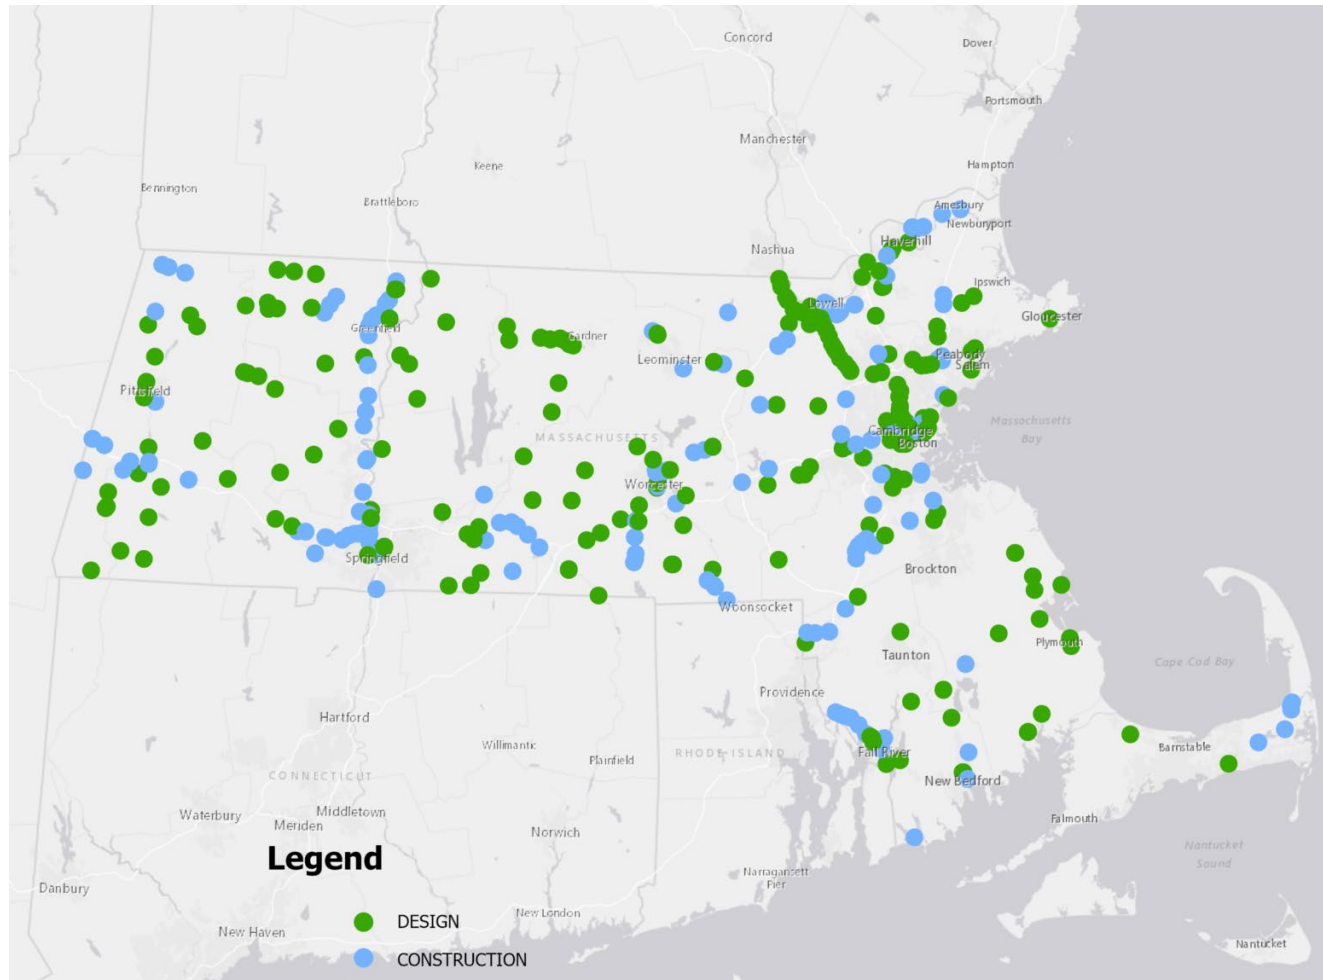 Concord
Dover
Portsmouth
Manchester
Hampton
Keene
Bennington
Brattleboro
Amesbury
Newburyport
Haverhill
Nashua
Ipswich
Lowell
Gloucester
Greenfield
Gardner
Leominster
Peabody
Salem
Pittsfield
MASSACHUSETTS
Massachusetts
Bay
Cambridge
Boston
Worcester
Springfield
Brockton
Woonsocket
Plymouth
Taunton
Cape Cod Bay
Providence
Hartford
Willimantic
Plainfield
RHODE ISLAND
Fall River
Barnstable
CONNECTICUT
New Bedford
Waterbury
Middletown
Meriden
Falmouth
Norwich
Nantucket
Sound
Legend
Narragansett
Pier
Danbury
New London
DESIGN
New Haven
Nantucket
CONSTRUCTION